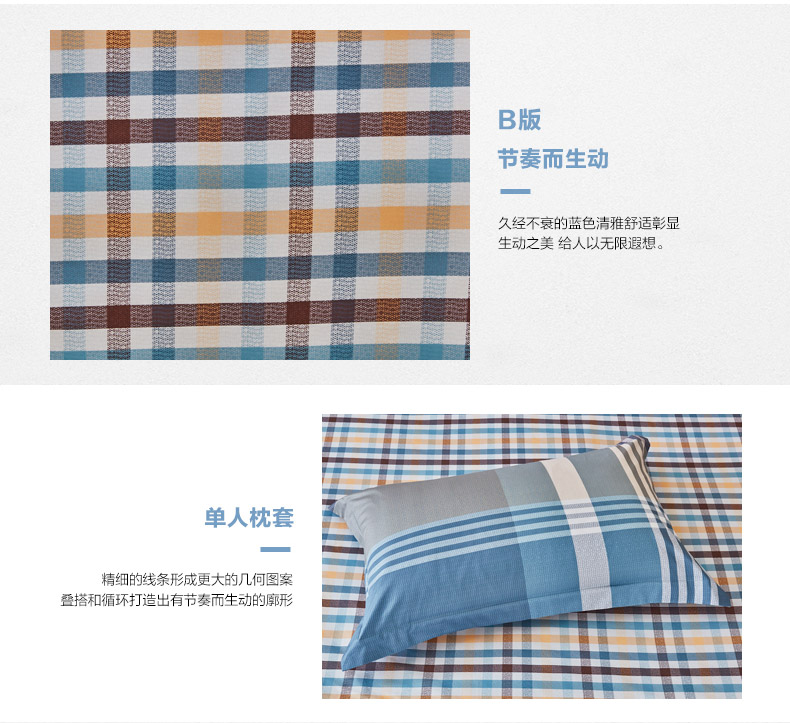 B版
节奏而生动
久经不衰的蓝色清雅舒适彰显
生动之美 给人以无限遐想。
单人枕套
精细的线条形成更大的几何图案
叠搭和循环打造出有节奏而生动的廓形